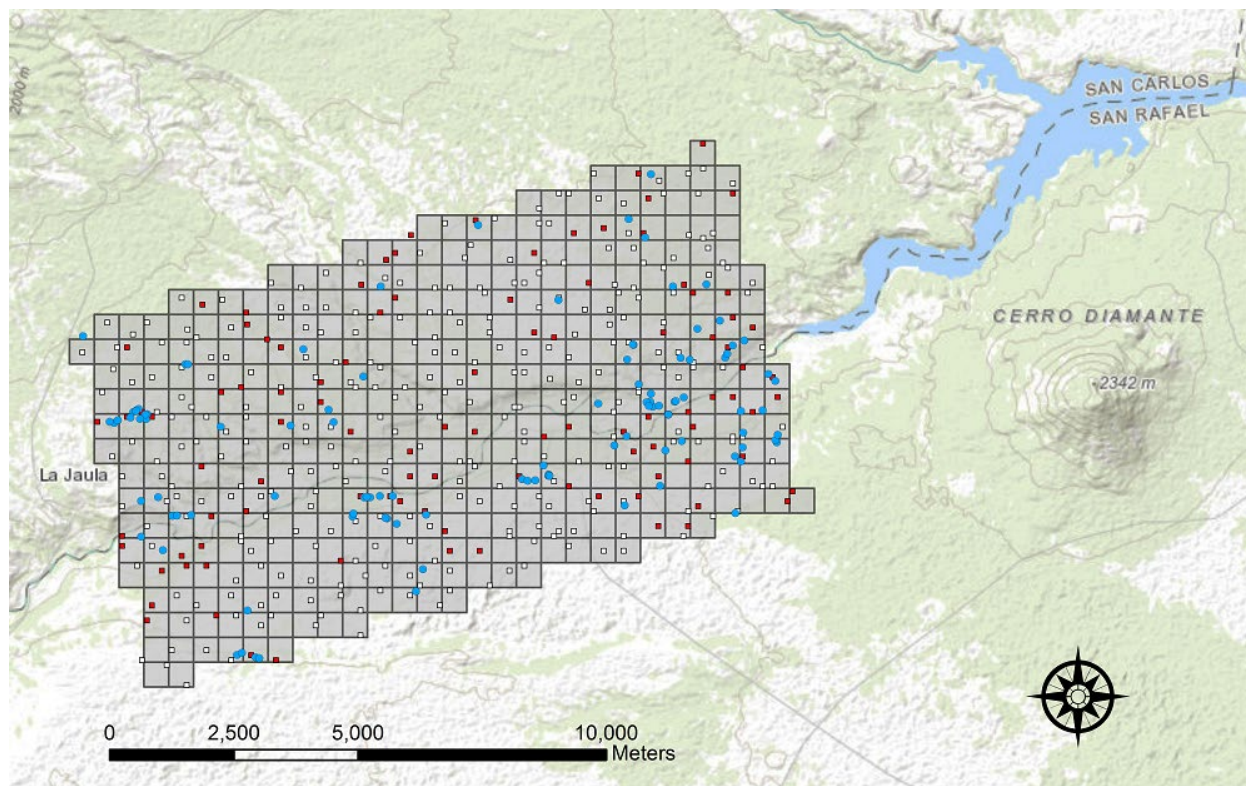 2000 m
SAN CARLOS
SAN RAFAEL
CERRO DIAMANTE
2342 m
La Jaula
0 2,500 5,000 10,000
Meters